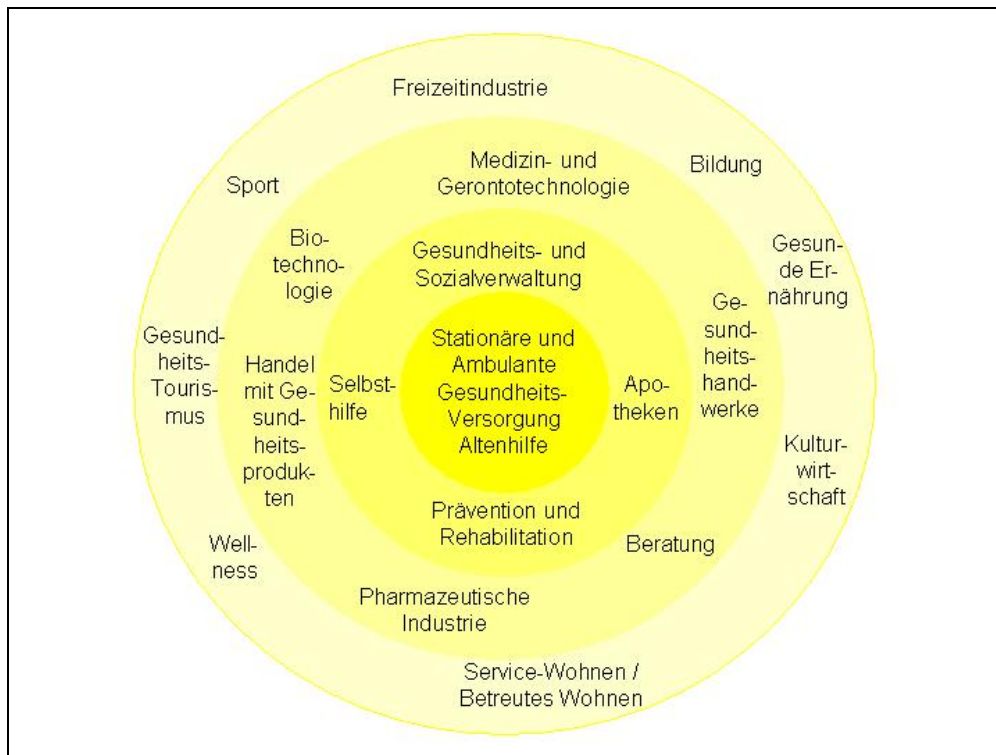 Freizeitindustrie
Medizin- und
Gerontotechnologie
Bildung
Sport
Bio-
techno-
logie
Gesundheits- und
Sozialverwaltung
Gesun-
de Er-
nährung
Ge-
sund-
heits-
hand-
werke
Gesund-
heits-
Touris-
mus
Handel
mit Ge-
sund-
heits-
produk-
ten
Selbst-
hilfe
Stationäre und
Ambulante
Gesundheits-
Versorgung
Altenhilfe
Apo-
theken
Kultur-
wirt-
schaft
Prävention und
Rehabilitation
Beratung
Well-
ness
Pharmazeutische
Industrie
Service-Wohnen /
Betreutes Wohnen